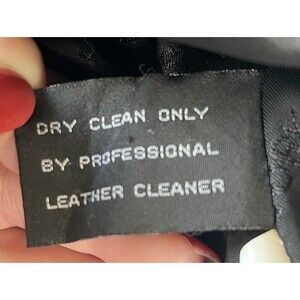 DRY CLEAN ONLY
BY PROFESSIONAL
LEATHER CLEANER